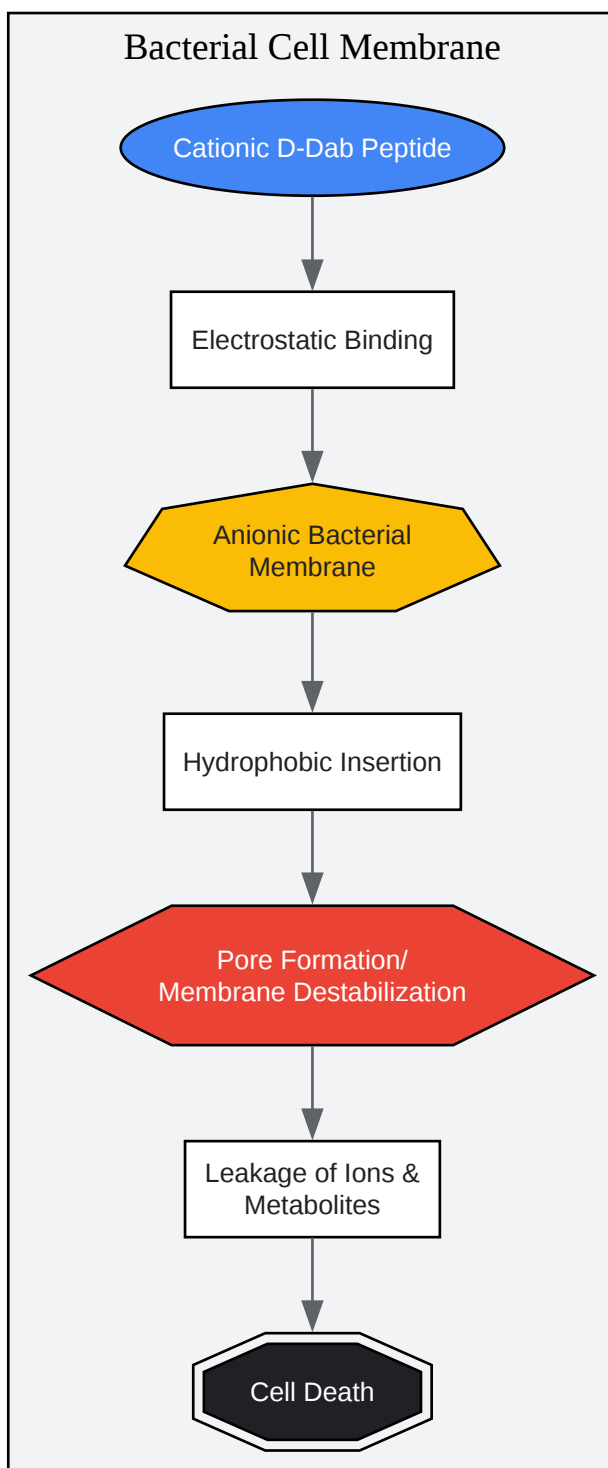 Bacterial Cell Membrane
Cationic D-Dab Peptide
Electrostatic Binding
Anionic Bacterial
Membrane
Hydrophobic Insertion
Pore Formation/
Membrane Destabilization
Leakage of Ions &
Metabolites
Cell Death